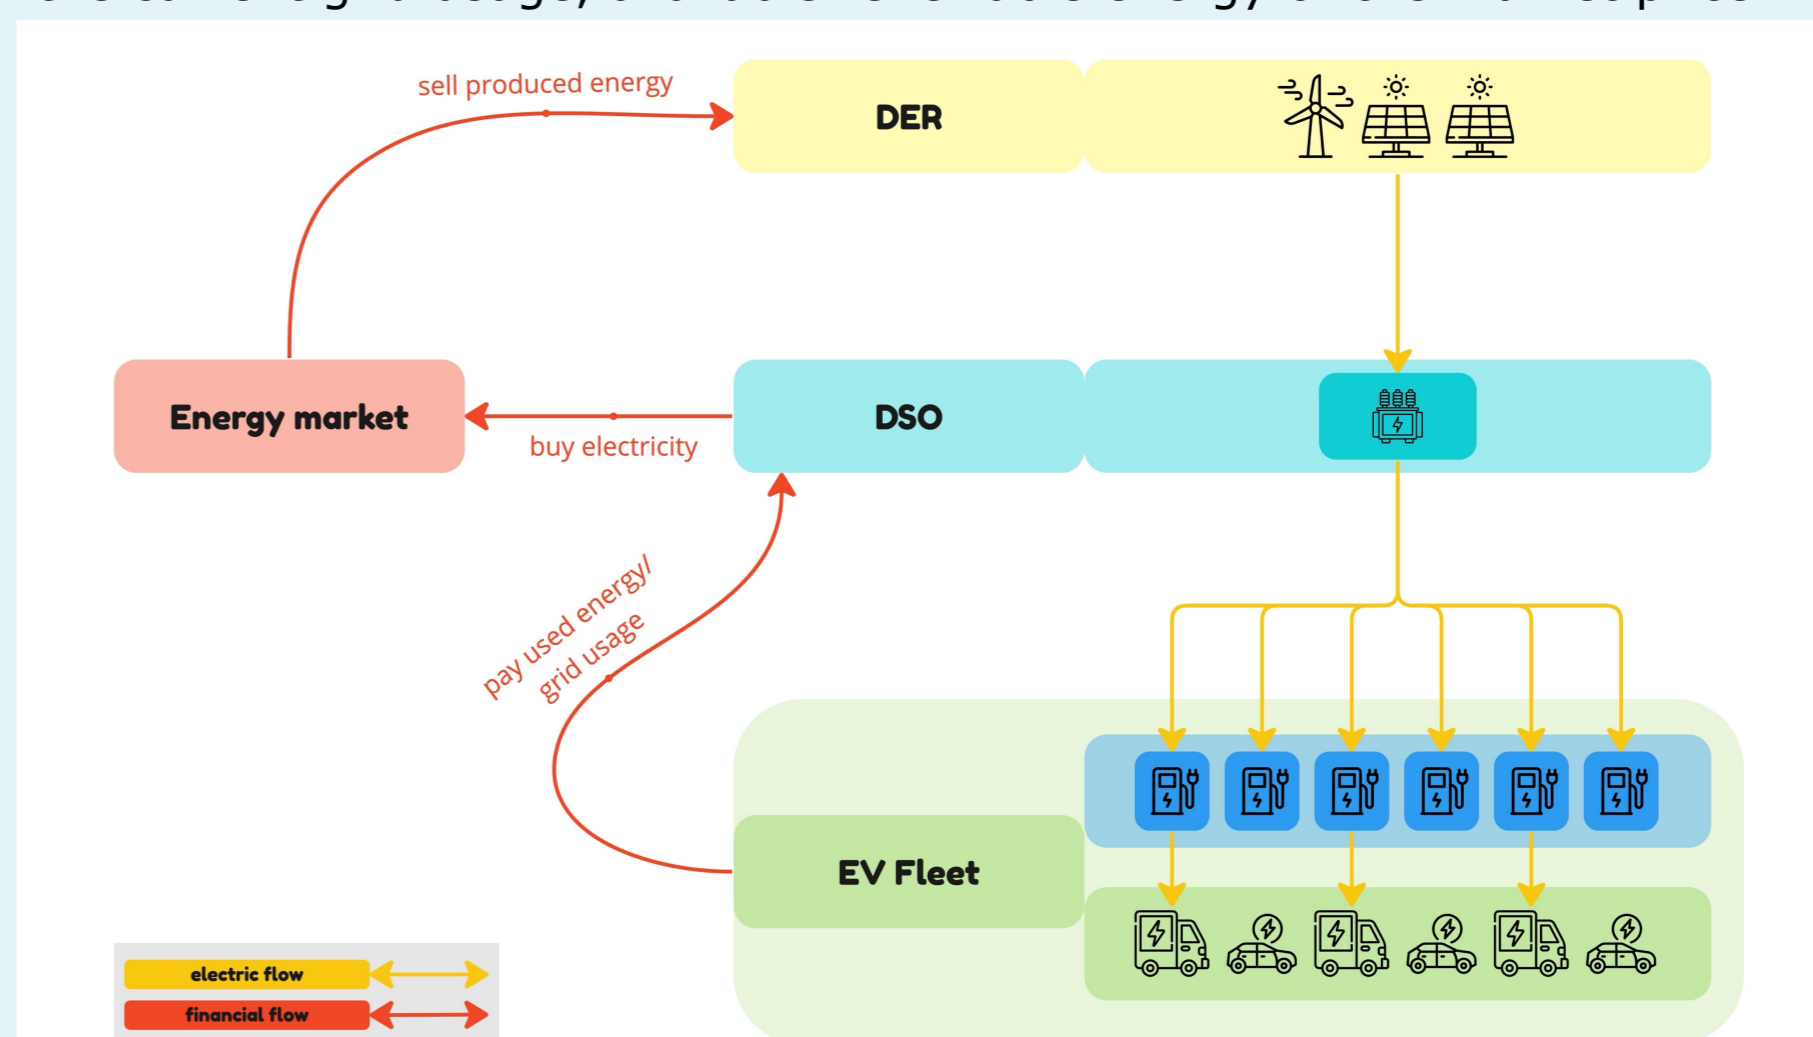 sell produced energy
DER
Energy market
DSO
buy electricity
pay used energy/
grid usage
EV Fleet
electric flow
financial flow